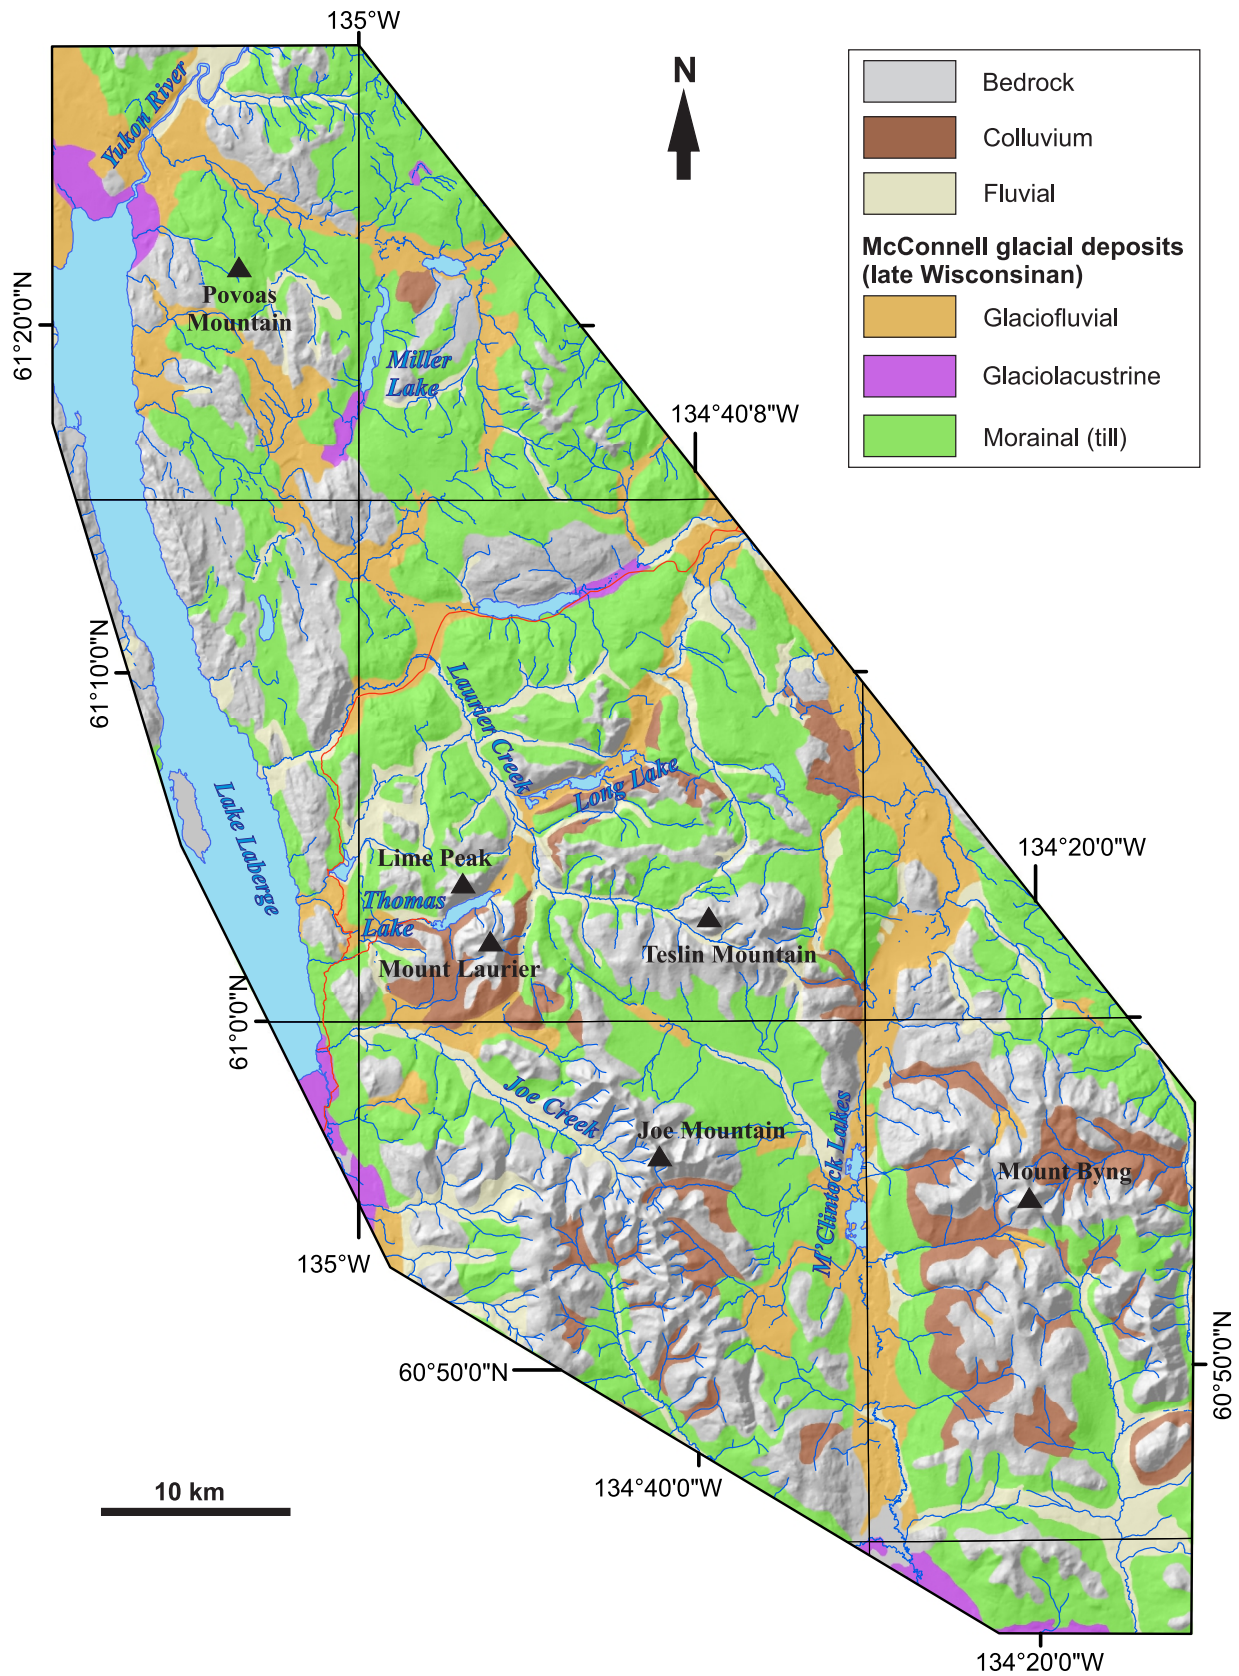 135°W
N
Bedrock
Colluvium
Fluvial
McConnell glacial deposits
(late Wisconsinan)
Glaciofluvial
Glaciolacustrine
Morainal (till)
Yukon River
Povoas
Mountain
61°20'0"N
Miller
Lake
134°40'8"W
61°10'0"N
Laurier Creek
Long Lake
Lake Laberge
Lime Peak
134°20'0"W
Thomas
Lake
Mount Laurier
Teslin Mountain
61°0'0"N
Joe Creek
Joe Mountain
M'Clintock Lakes
Mount Byng
135°W
60°50'0"N
60°50'0"N
10 km
134°40'0"W
134°20'0"W